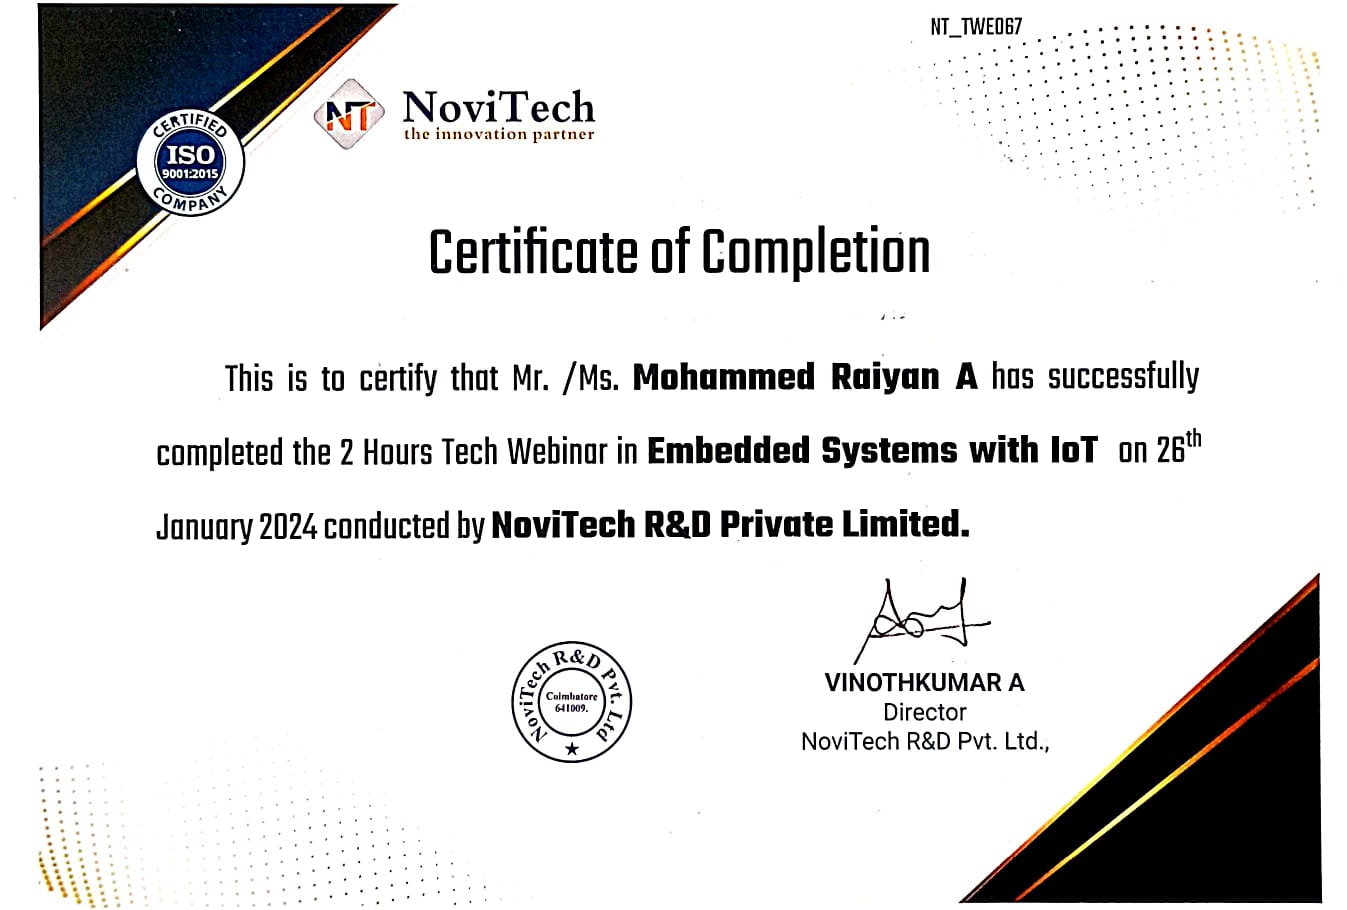 NT_TWE067
CERTIFIED
ISO
9001:2015
COMPANY
NT
NoviTech
the innovation partner
Certificate of Completion
This is to certify that Mr. /Ms. Mohammed Raiyan A has successfully
completed the 2 Hours Tech Webinar in Embedded Systems with IoT on 26th
January 2024 conducted by NoviTech R&D Private Limited.
NoviTech R&D Pvt. Ltd
Coimbatore
641009.
VINOTHKUMAR A
Director
NoviTech R&D Pvt. Ltd.,